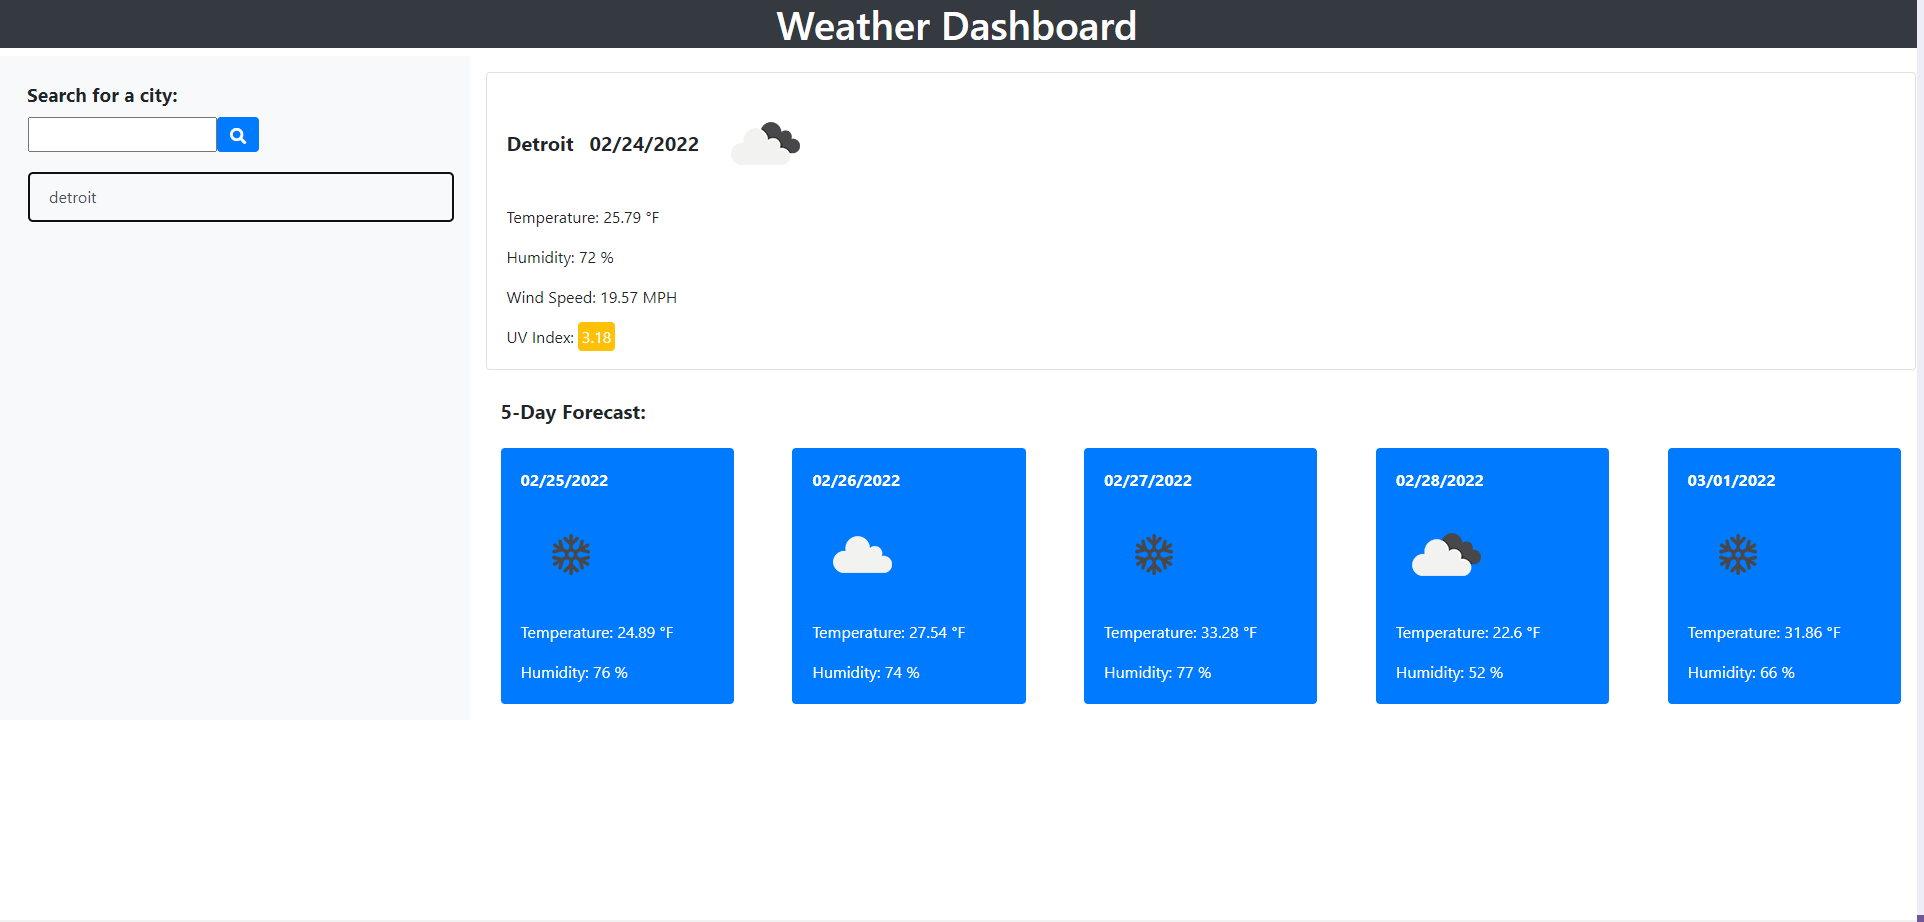 Weather Dashboard
Search for a city:
detroit
Detroit 02/24/2022
Temperature: 25.79 °F
Humidity: 72 %
Wind Speed: 19.57 MPH
UV Index: 3.18
5-Day Forecast:
02/25/2022
Temperature: 24.89 °F
Humidity: 76 %
02/26/2022
Temperature: 27.54 °F
Humidity: 74 %
02/27/2022
Temperature: 33.28 °F
Humidity: 77 %
02/28/2022
Temperature: 22.6 °F
Humidity: 52 %
03/01/2022
Temperature: 31.86 °F
Humidity: 66 %